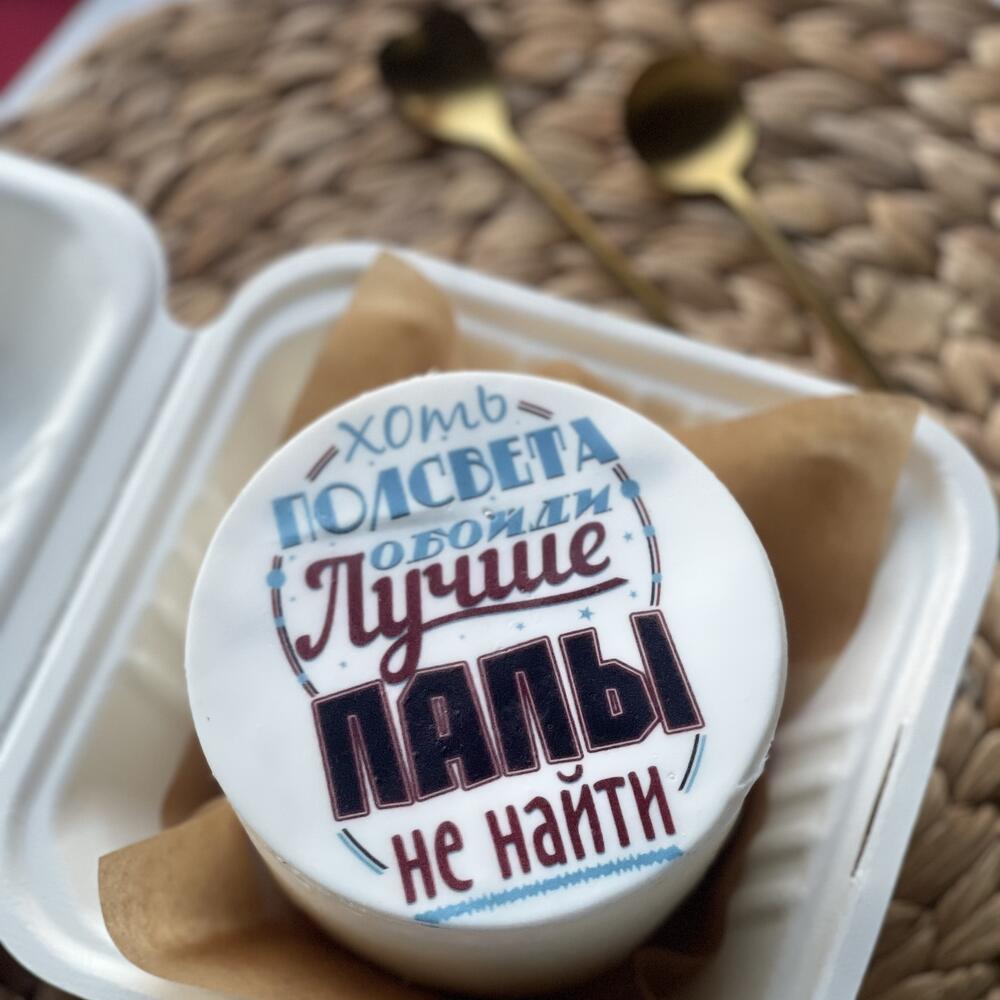 хоть
ПОЛСВЕТА
ОБОЙДИ
Лучше
ПАПЫ
не найти